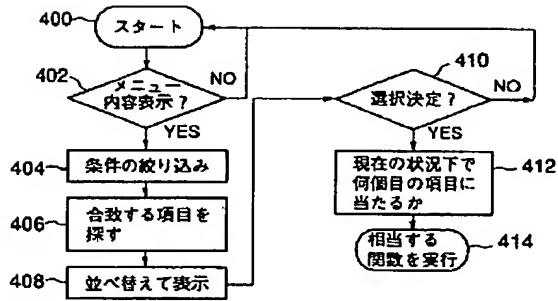 400
スタート
402
メニュー
内容表示？
NO
YES
404
条件の絞り込み
406
合致する項目を
探す
408
並べ替えて表示
410
選択決定？
NO
YES
412
現在の状況下で
何個目の項目に
当たるか
414
相当する
関数を実行